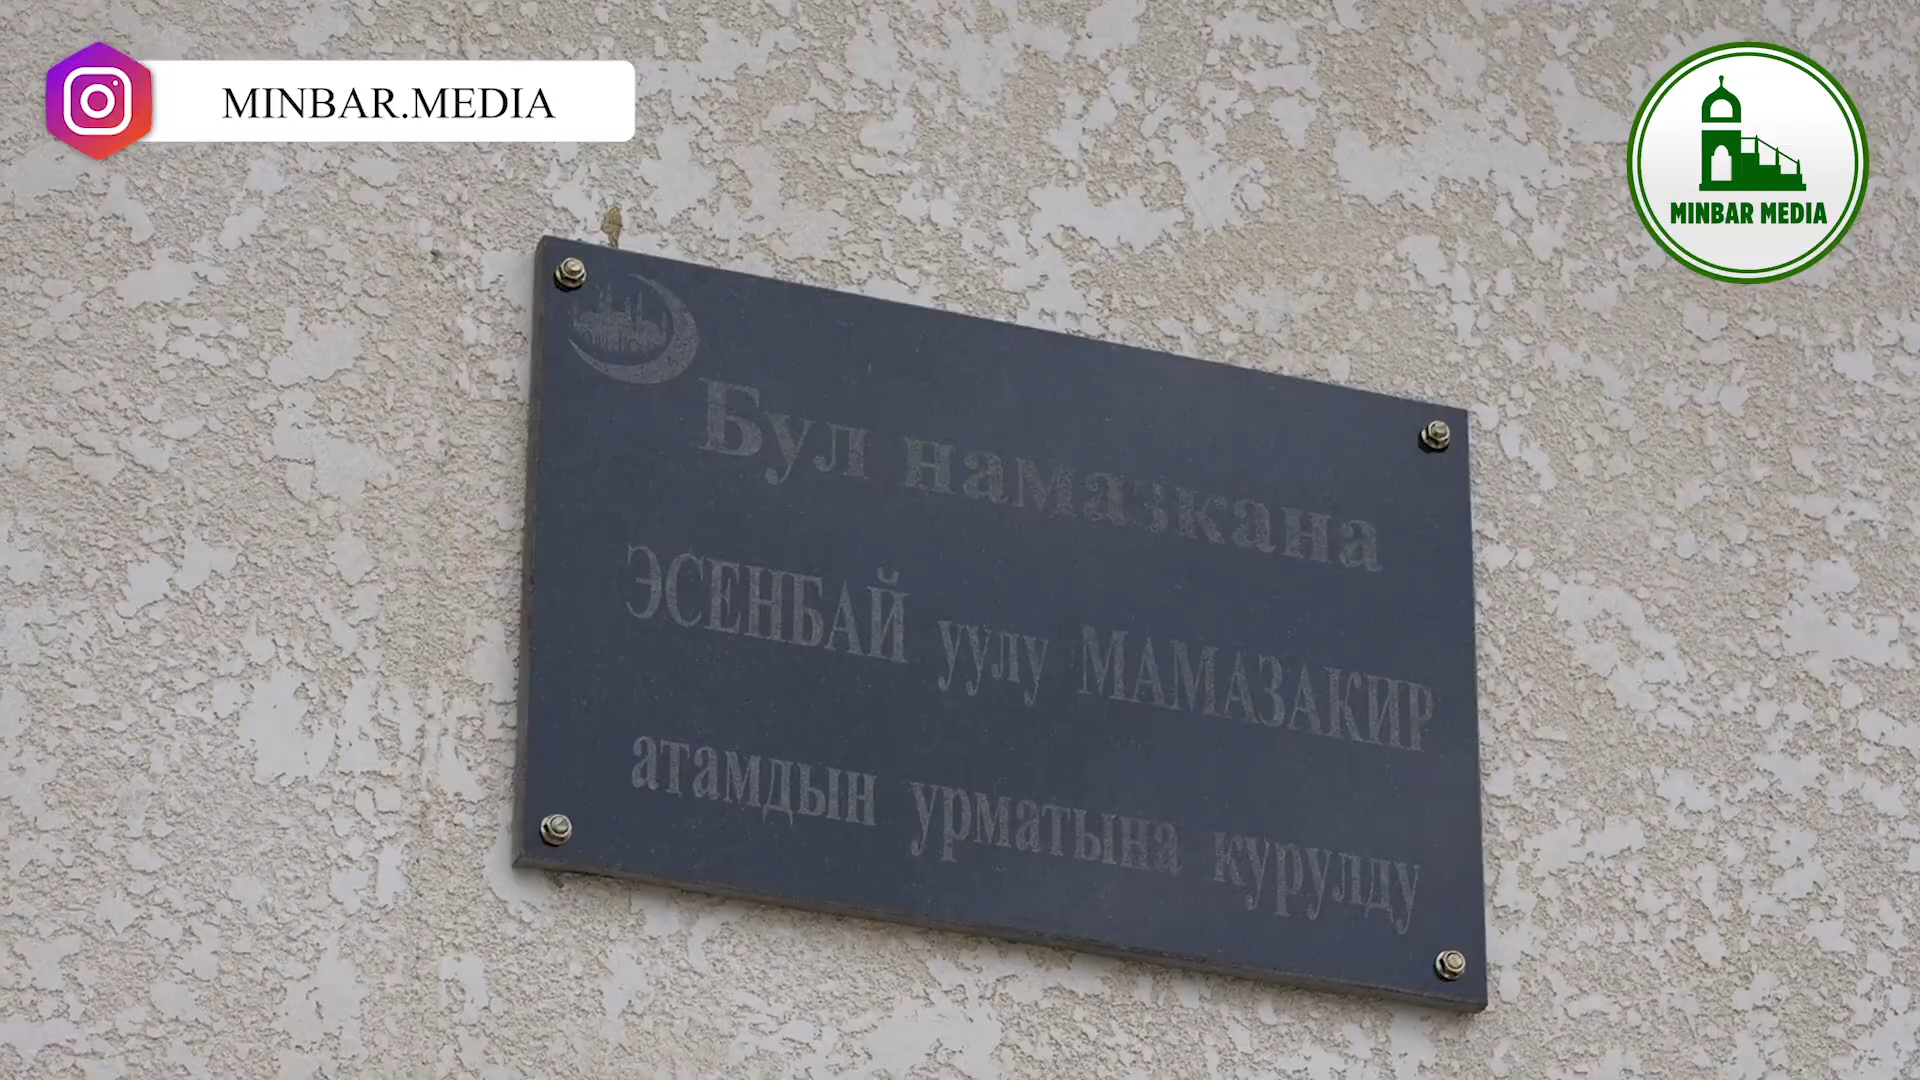 MINBAR.MEDIA
MINBAR MEDIA
Бул намазкана
ЭСЕНБАЙ уулу МАМАЗАКИР
атамдын урматына курулду